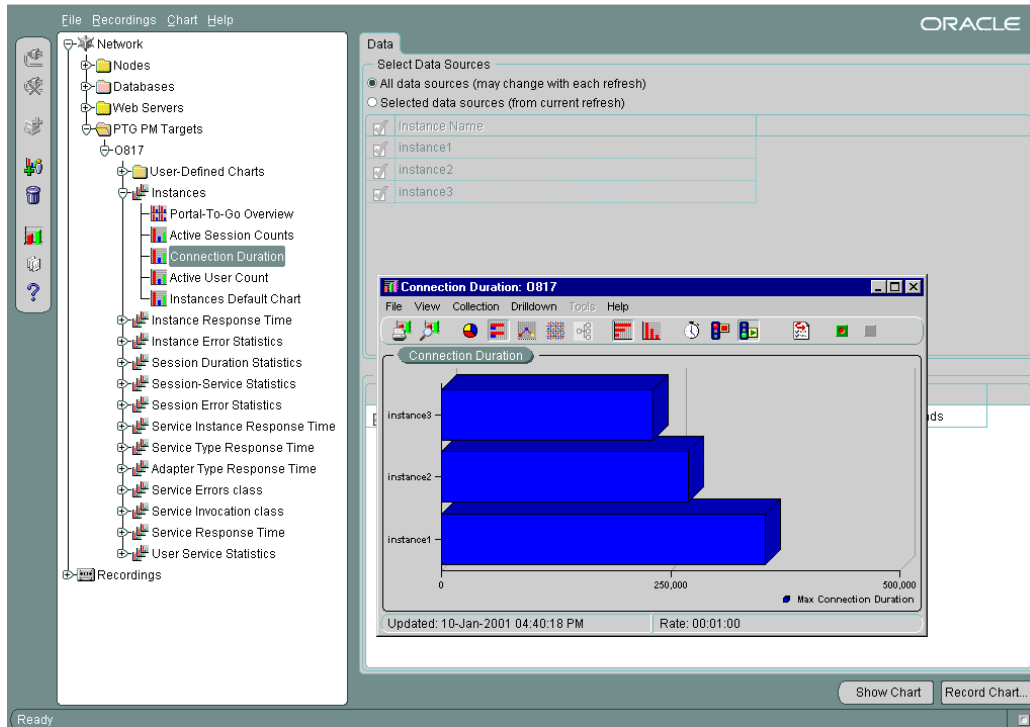 File Recordings Chart Help
ORACLE
Network
Nodes
Databases
Web Servers
PTG PM Targets
O817
User-Defined Charts
Instances
Portal-To-Go Overview
Active Session Counts
Connection Duration
Active User Count
Instances Default Chart
Instance Response Time
Instance Error Statistics
Session Duration Statistics
Session-Service Statistics
Session Error Statistics
Service Instance Response Time
Service Type Response Time
Adapter Type Response Time
Service Errors class
Service Invocation class
Service Response Time
User Service Statistics
Recordings
Data
Select Data Sources
All data sources (may change with each refresh)
Selected data sources (from current refresh)
Instance Name
instance1
instance2
instance3
Connection Duration: O817
File View Collection Drilldown Tools Help
Connection Duration
instance3
instance2
instance1
0 250,000 500,000
Max Connection Duration
Updated: 10-Jan-2001 04:40:18 PM Rate: 00:01:00
Show Chart Record Chart...
Ready